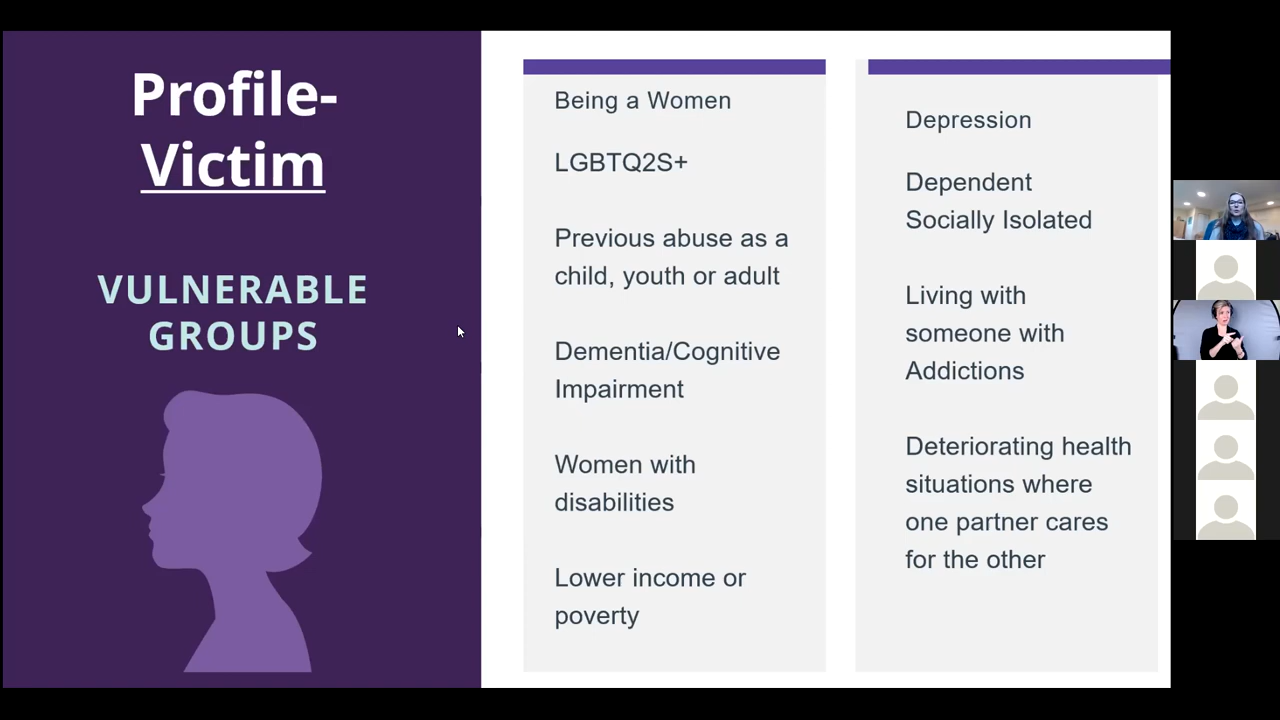 Profile-
Victim
VULNERABLE
GROUPS
Being a Women
LGBTQ2S+
Previous abuse as a
child, youth or adult
Dementia/Cognitive
Impairment
Women with
disabilities
Lower income or
poverty
Depression
Dependent
Socially Isolated
Living with
someone with
Addictions
Deteriorating health
situations where
one partner cares
for the other